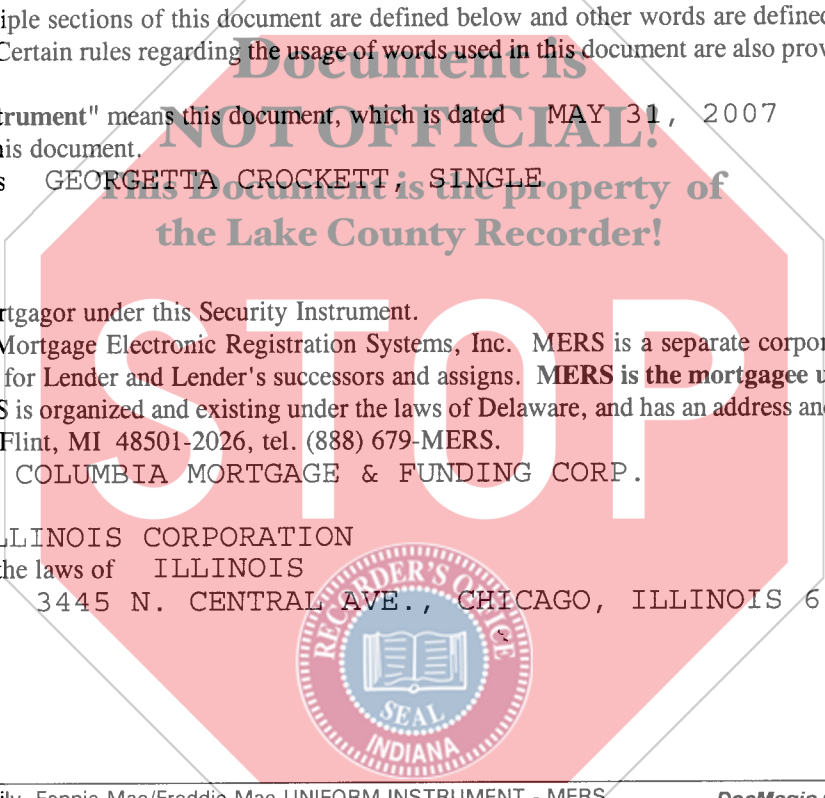 iple sections of this document are defined below and other words are defined
Certain rules regarding the usage of words used in this document are also prov
Document is
trument" means this document, which is dated MAY 31, 2007
NOT OFFICIAL!
his document.
s GEORGETTA CROCKETT, SINGLE
This Document is the property of
the Lake County Recorder!
rtgagor under this Security Instrument.
Mortgage Electronic Registration Systems, Inc. MERS is a separate corpor
for Lender and Lender's successors and assigns. MERS is the mortgagee u
S is organized and existing under the laws of Delaware, and has an address and
Flint, MI 48501-2026, tel. (888) 679-MERS.
STOP
COLUMBIA MORTGAGE & FUNDING CORP.
LLINOIS CORPORATION
the laws of ILLINOIS
3445 N. CENTRAL AVE., CHICAGO, ILLINOIS 6
RECORDER'S OFFICE
SEAL
INDIANA
ily--Fannie Mae/Freddie Mac UNIFORM INSTRUMENT - MERS
DocMagic